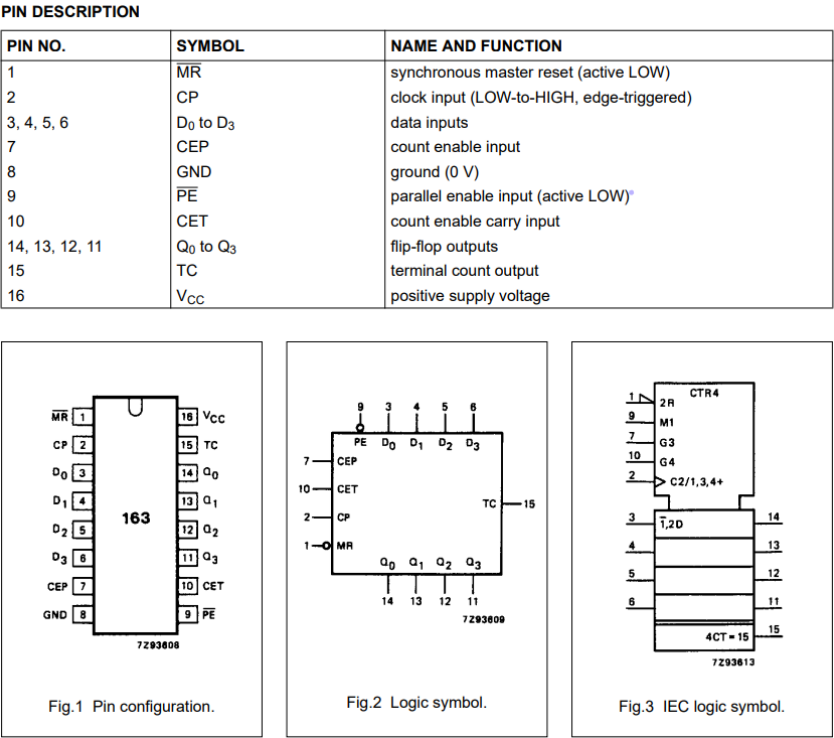 PIN DESCRIPTION
PIN NO. SYMBOL NAME AND FUNCTION
1 M̅R̅ synchronous master reset (active LOW)
2 CP clock input (LOW-to-HIGH, edge-triggered)
3, 4, 5, 6 D₀ to D₃ data inputs
7 CEP count enable input
8 GND ground (0 V)
9 P̅E̅ parallel enable input (active LOW)
10 CET count enable carry input
14, 13, 12, 11 Q₀ to Q₃ flip-flop outputs
15 TC terminal count output
16 VCC positive supply voltage
M̅R̅ 1 16 VCC
CP 2 15 TC
D₀ 3 14 Q₀
D₁ 4 13 Q₁
163
D₂ 5 12 Q₂
D₃ 6 11 Q₃
CEP 7 10 CET
GND 8 9 P̅E̅
7Z93608
Fig.1 Pin configuration.
9 3 4 5 6
PE D₀ D₁ D₂ D₃
7 CEP
10 CET
TC 15
2 CP
1 MR
Q₀ Q₁ Q₂ Q₃
14 13 12 11
7Z93609
Fig.2 Logic symbol.
CTR4
1 2R
9 M1
7 G3
10 G4
2 C2/1,3,4+
3 1̅,2D 14
4 13
5 12
6 11
4CT=15 15
7Z93613
Fig.3 IEC logic symbol.